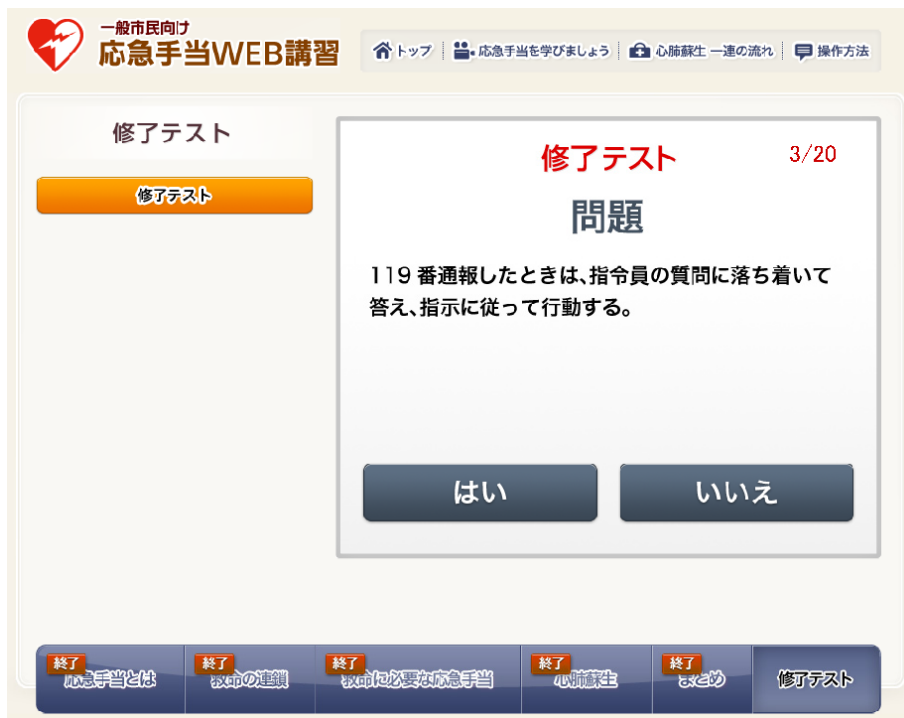 一般市民向け
応急手当WEB講習
トップ
応急手当を学びましょう
心肺蘇生 一連の流れ
操作方法
修了テスト
修了テスト
修了テスト
3/20
問題
119番通報したときは、指令員の質問に落ち着いて
答え、指示に従って行動する。
はい
いいえ
終了
応急手当とは
終了
救命の連鎖
終了
救命に必要な応急手当
終了
心肺蘇生
終了
まとめ
修了テスト